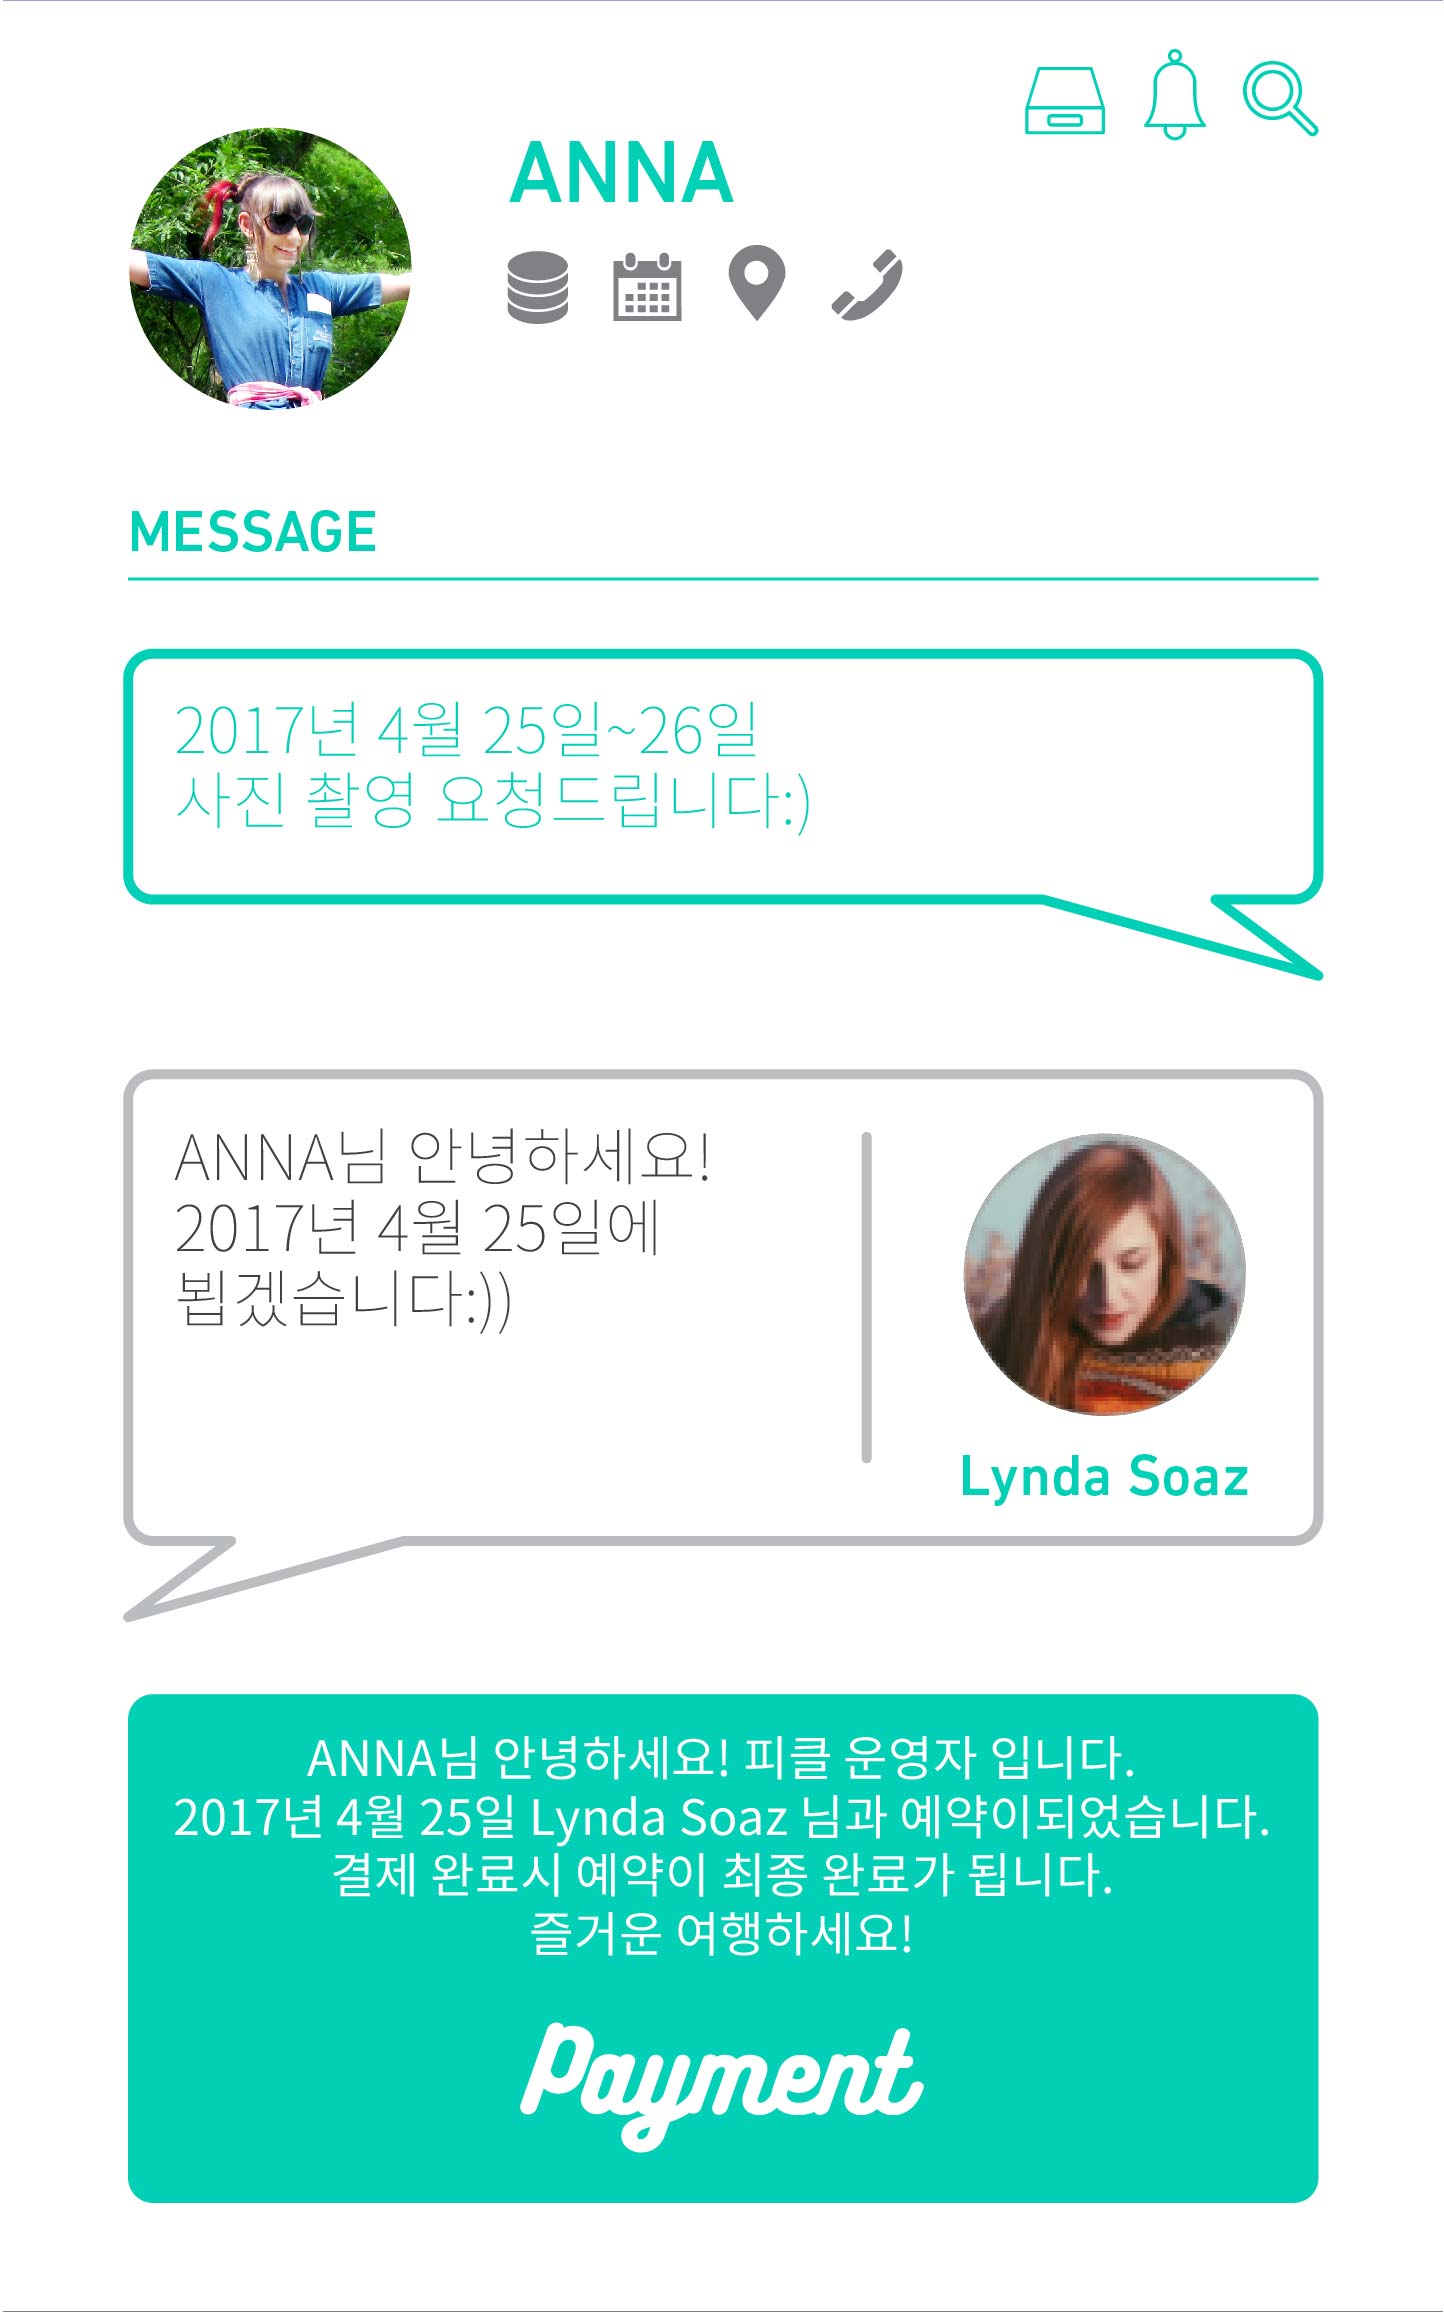 ANNA
MESSAGE
2017년 4월 25일~26일
사진 촬영 요청드립니다:)
ANNA님 안녕하세요!
2017년 4월 25일에
뵙겠습니다:))
Lynda Soaz
ANNA님 안녕하세요! 피클 운영자 입니다.
2017년 4월 25일 Lynda Soaz 님과 예약이되었습니다.
결제 완료시 예약이 최종 완료가 됩니다.
즐거운 여행하세요!
Payment